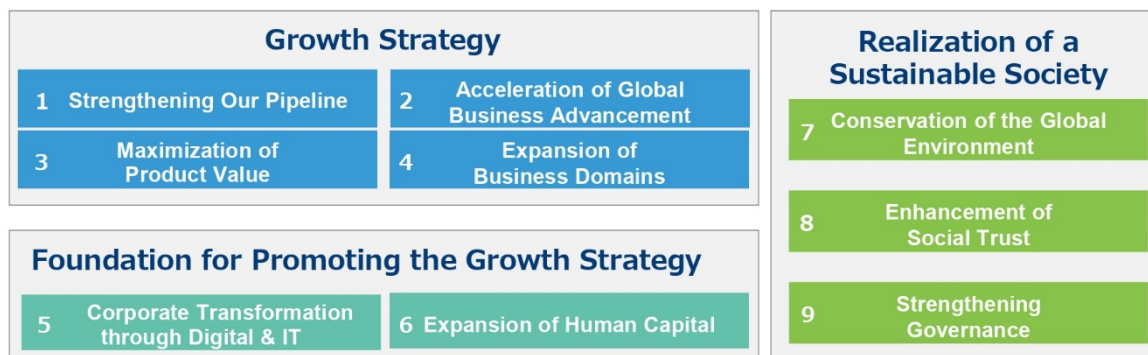 Growth Strategy
1 Strengthening Our Pipeline
2 Acceleration of Global
Business Advancement
3 Maximization of
Product Value
4 Expansion of
Business Domains
Foundation for Promoting the Growth Strategy
5 Corporate Transformation
through Digital & IT
6 Expansion of Human Capital
Realization of a
Sustainable Society
7 Conservation of the Global
Environment
8 Enhancement of
Social Trust
9 Strengthening
Governance